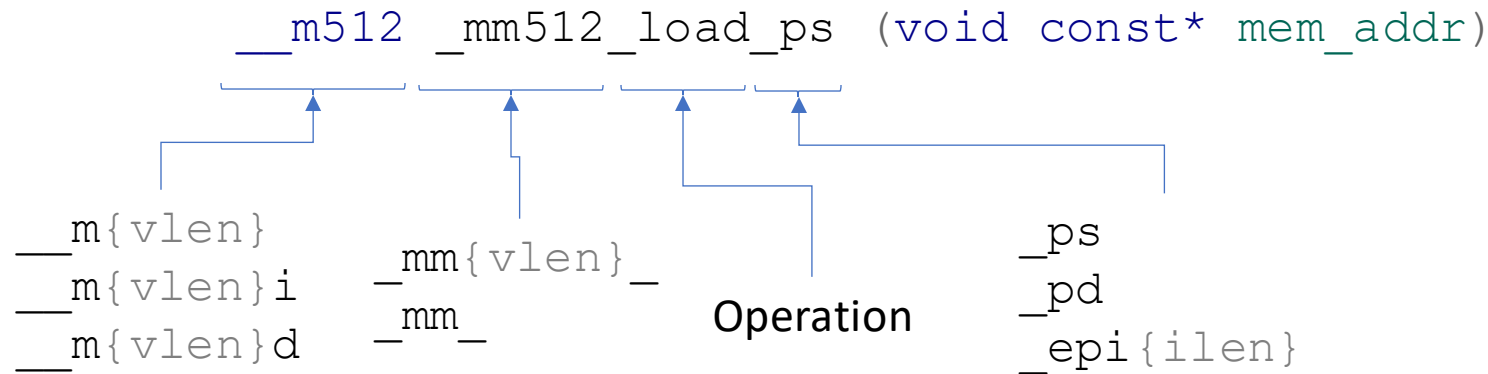 __m512 _mm512_load_ps (void const* mem_addr)
__m{vlen}
__m{vlen}i
__m{vlen}d
_mm{vlen}_
_mm_
Operation
_ps
_pd
_epi{ilen}